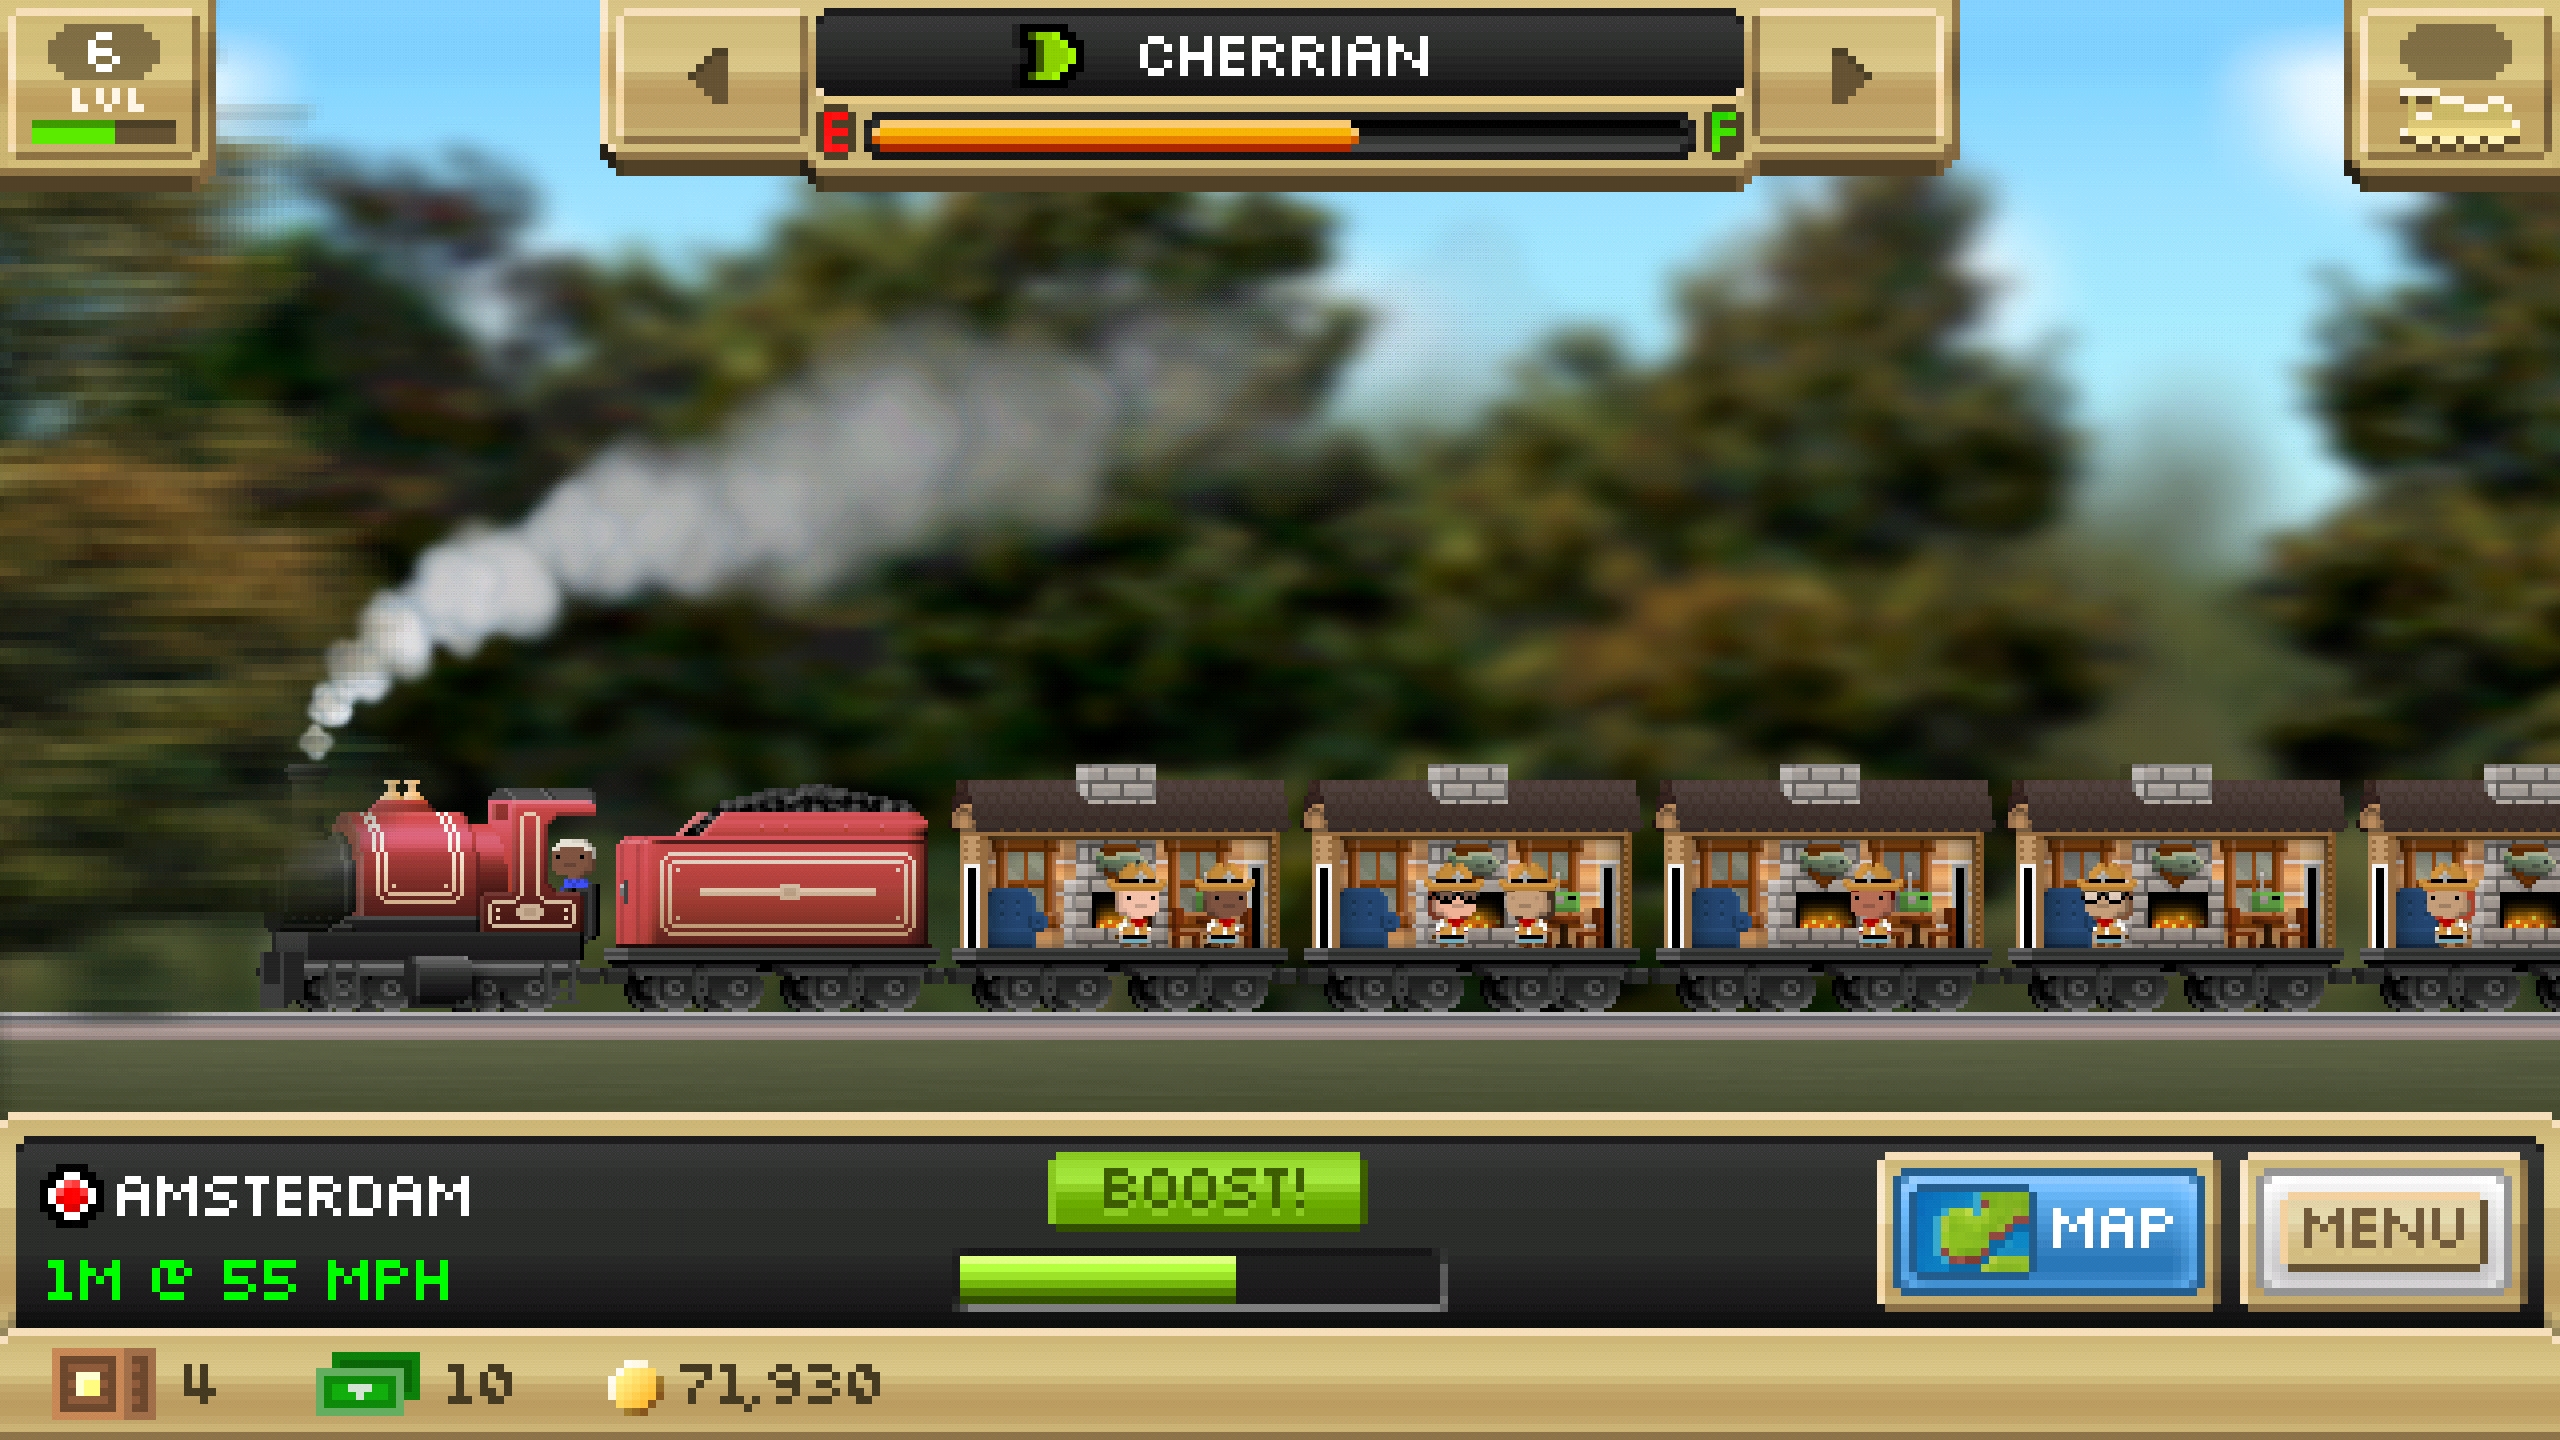 6
LVL
CHERRIAN
E F
AMSTERDAM
1M @ 55 MPH
BOOST!
MAP
MENU
4 10 71,930